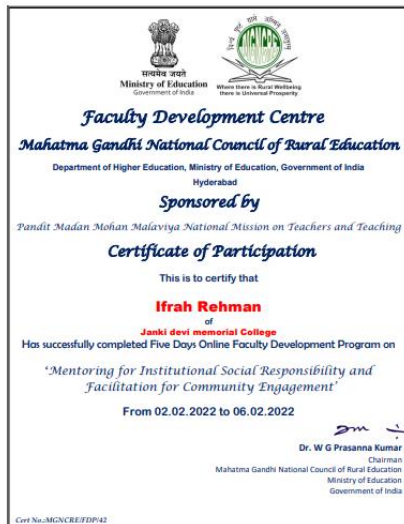 सत्यमेव जयते
Ministry of Education
Government of India
MGNCRE
Where there is Rural Wellbeing
there is Universal Prosperity
Faculty Development Centre
Mahatma Gandhi National Council of Rural Education
Department of Higher Education, Ministry of Education, Government of India
Hyderabad
Sponsored by
Pandit Madan Mohan Malaviya National Mission on Teachers and Teaching
Certificate of Participation
This is to certify that
Ifrah Rehman
of
Janki devi memorial College
Has successfully completed Five Days Online Faculty Development Program on
'Mentoring for Institutional Social Responsibility and
Facilitation for Community Engagement'
From 02.02.2022 to 06.02.2022
Dr. W G Prasanna Kumar
Chairman
Mahatma Gandhi National Council of Rural Education
Ministry of Education
Government of India
Cert No.:MGNCRE/FDP/42